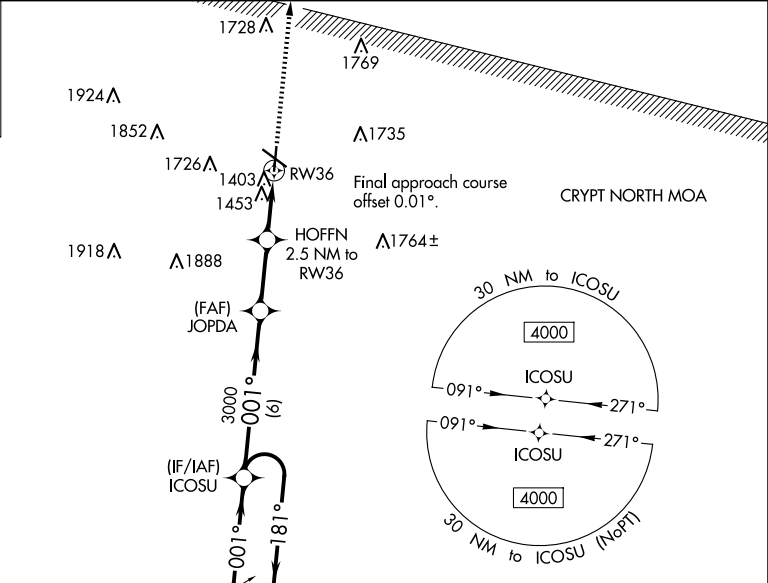 1728
1769
1924
1852
1735
1726
1403
RW36
1453
Final approach course
offset 0.01°.
CRYPT NORTH MOA
HOFFN
2.5 NM to
RW36
1764±
1918
1888
(FAF)
JOPDA
3000
001°
(6)
(IF/IAF)
ICOSU
001°
181°
30 NM to ICOSU
4000
ICOSU
091°
271°
091°
271°
ICOSU
4000
30 NM to ICOSU (NoPT)